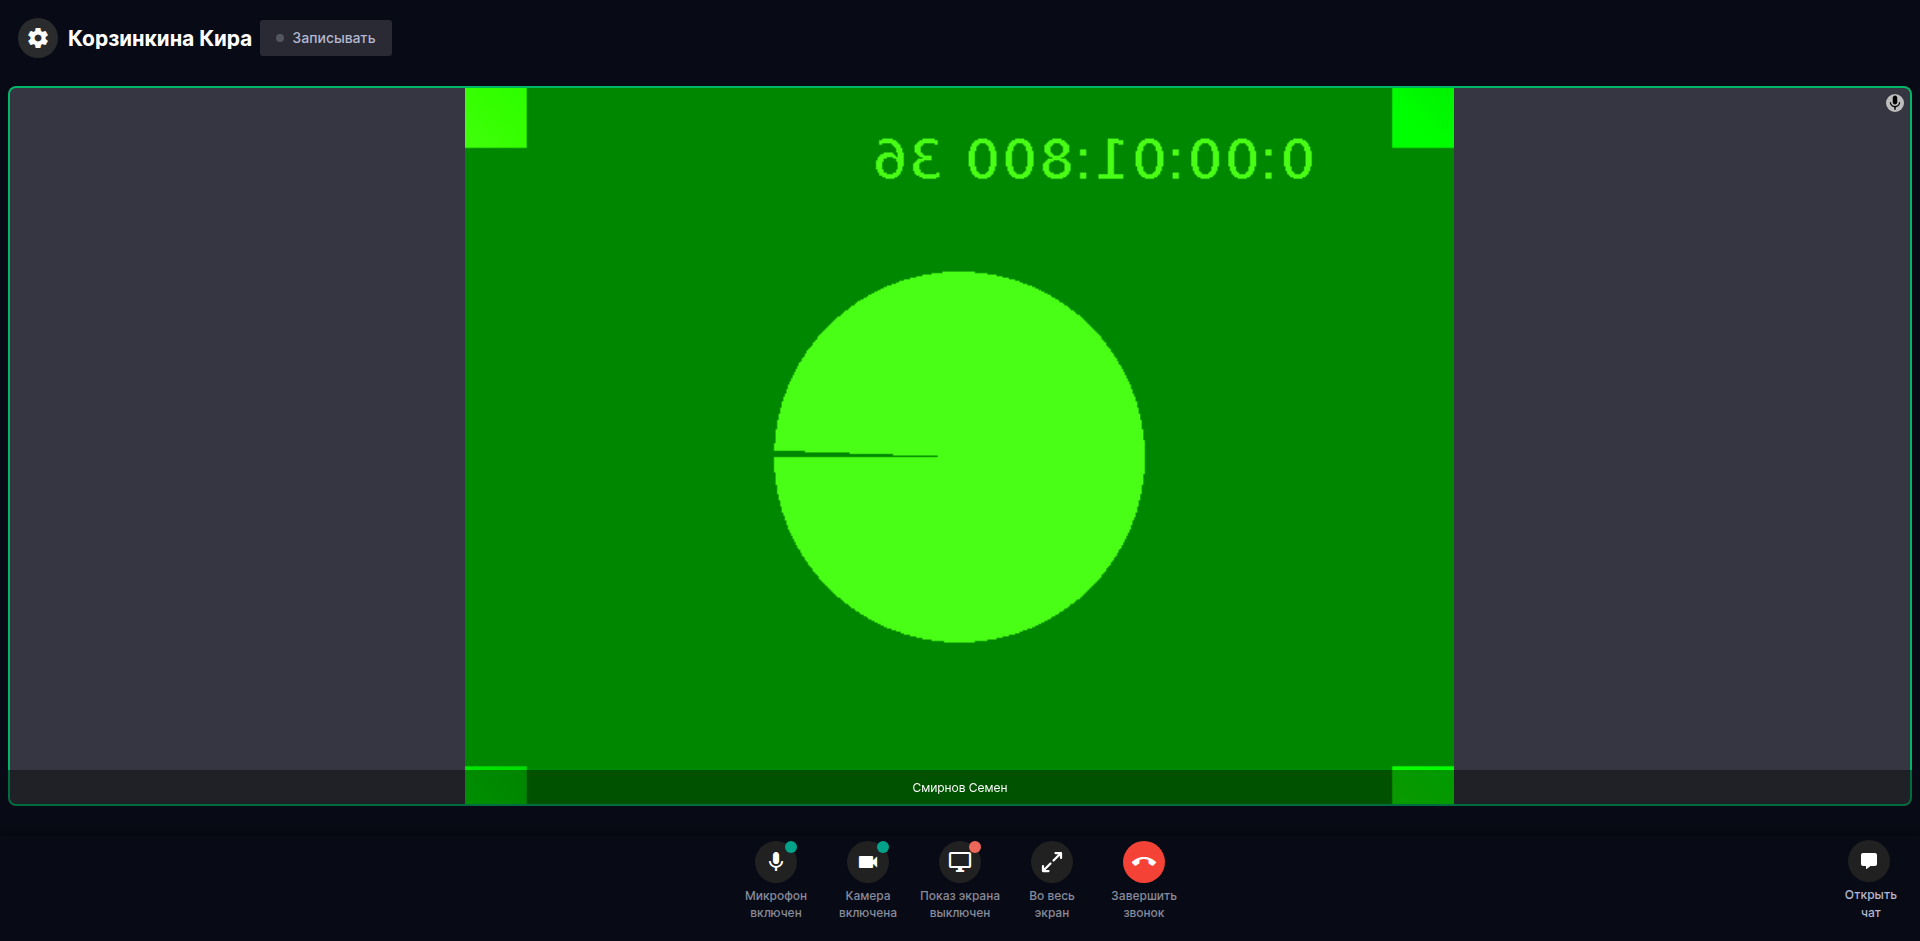 Корзинкина Кира
Записывать
0:00:01:800 36
Смирнов Семен
Микрофон
включен
Камера
включена
Показ экрана
выключен
Во весь
экран
Завершить
звонок
Открыть
чат